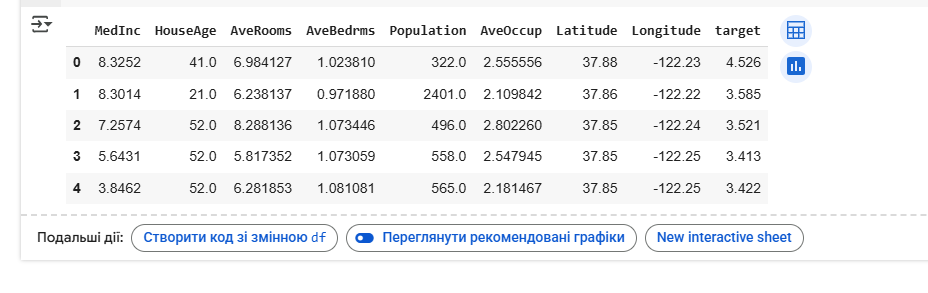 MedInc HouseAge AveRooms AveBedrms Population AveOccup Latitude Longitude target
0 8.3252 41.0 6.984127 1.023810 322.0 2.555556 37.88 -122.23 4.526
1 8.3014 21.0 6.238137 0.971880 2401.0 2.109842 37.86 -122.22 3.585
2 7.2574 52.0 8.288136 1.073446 496.0 2.802260 37.85 -122.24 3.521
3 5.6431 52.0 5.817352 1.073059 558.0 2.547945 37.85 -122.25 3.413
4 3.8462 52.0 6.281853 1.081081 565.0 2.181467 37.85 -122.25 3.422
Подальші дії: Створити код зі змінною df Переглянути рекомендовані графіки New interactive sheet